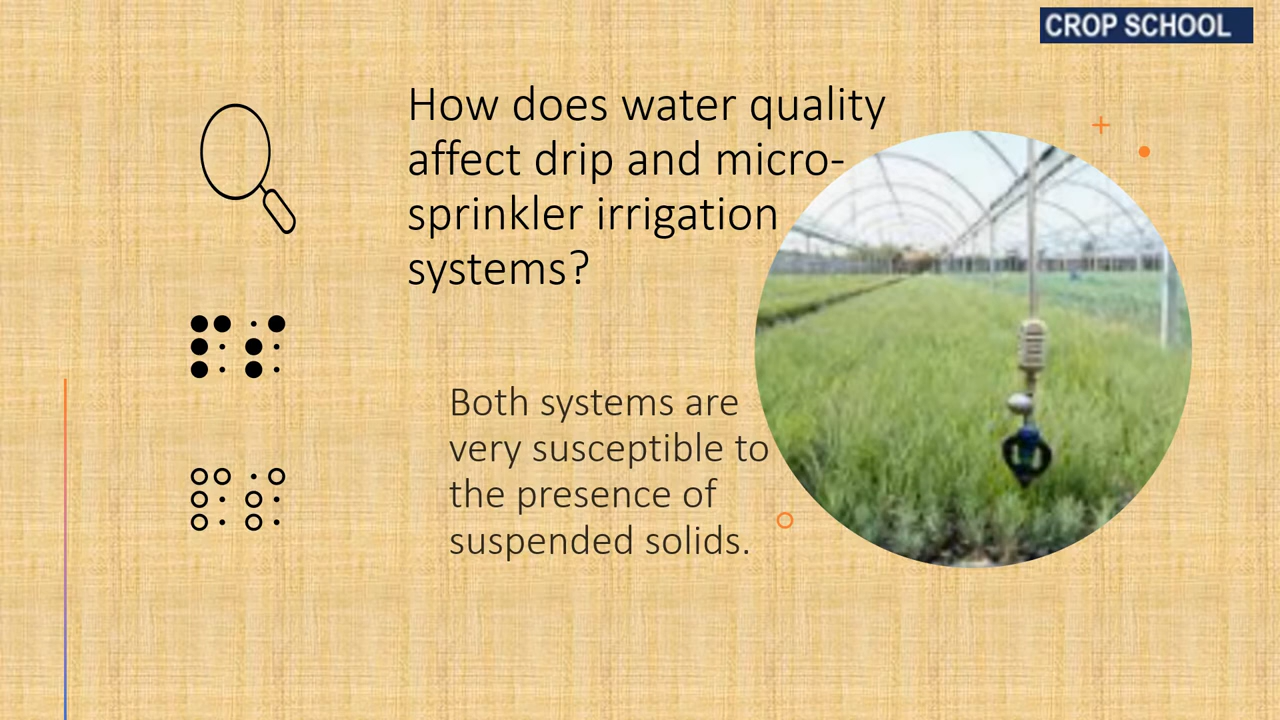 CROP SCHOOL
How does water quality
affect drip and micro-
sprinkler irrigation
systems?
Both systems are
very susceptible to
the presence of
suspended solids.